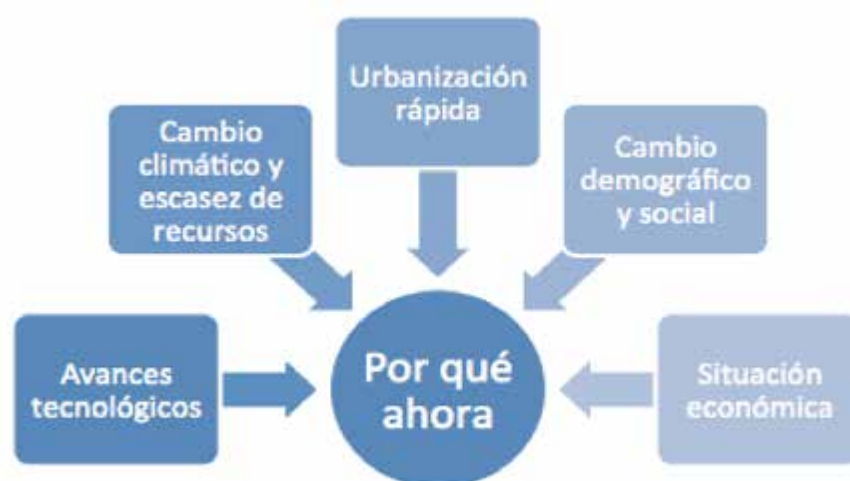 Urbanización
rápida
Cambio
climático y
escasez de
recursos
Cambio
demográfico
y social
Avances
tecnológicos
Por qué
ahora
Situación
económica